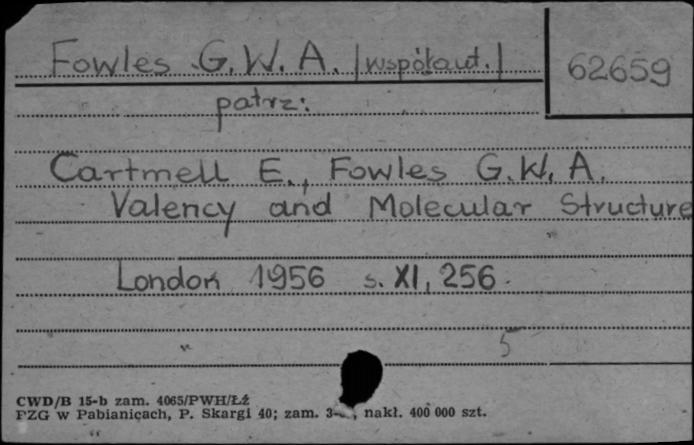 Fowles G.W.A. /współaut./ 62659
patrz:
Cartmell E., Fowles G.W.A.
Valency and Molecular Structure
London 1956 s. XI, 256.
5
CWD/B 15-b zam. 4065/PWH/Łź
PZG w Pabianicach, P. Skargi 40; zam. 3 , nakł. 400 000 szt.